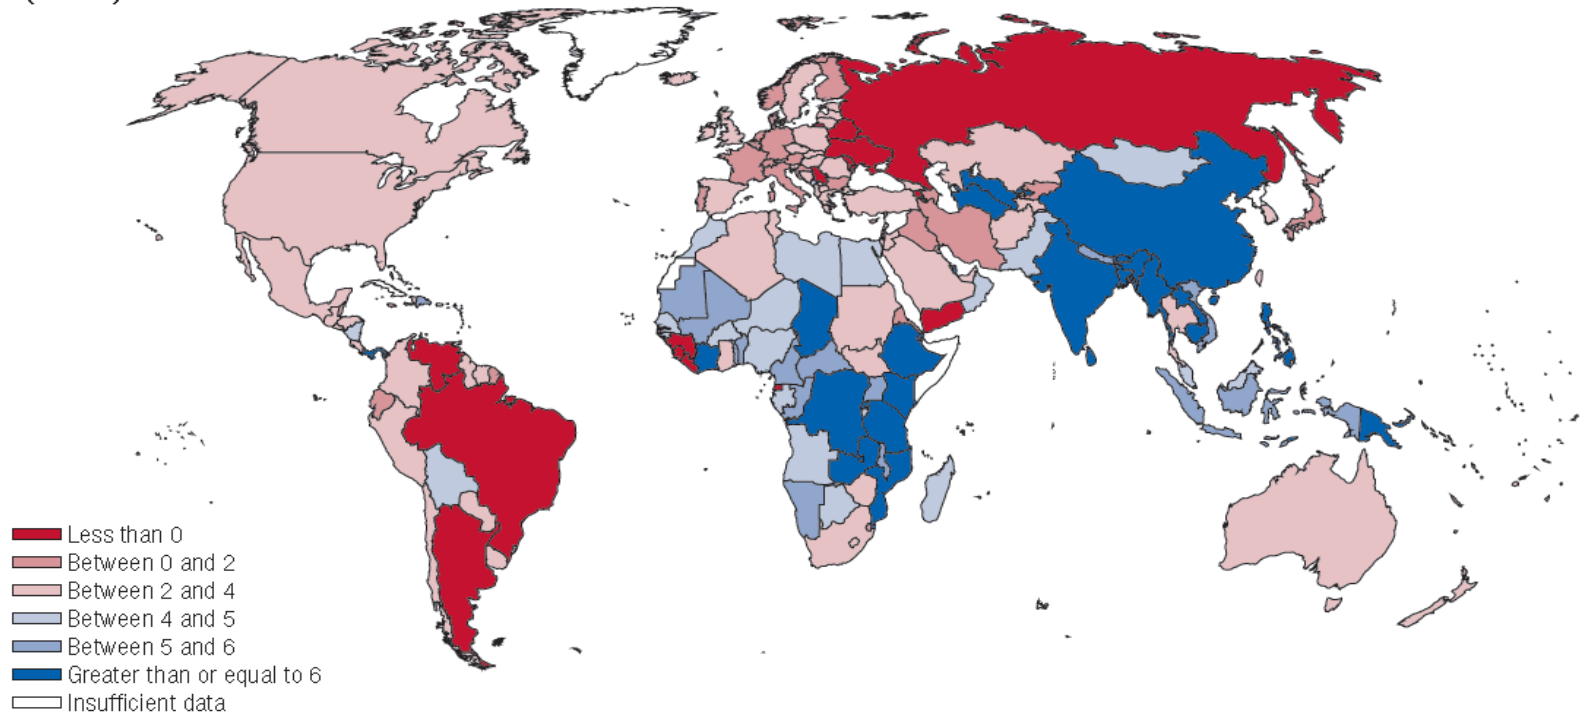 Less than 0
Between 0 and 2
Between 2 and 4
Between 4 and 5
Between 5 and 6
Greater than or equal to 6
Insufficient data